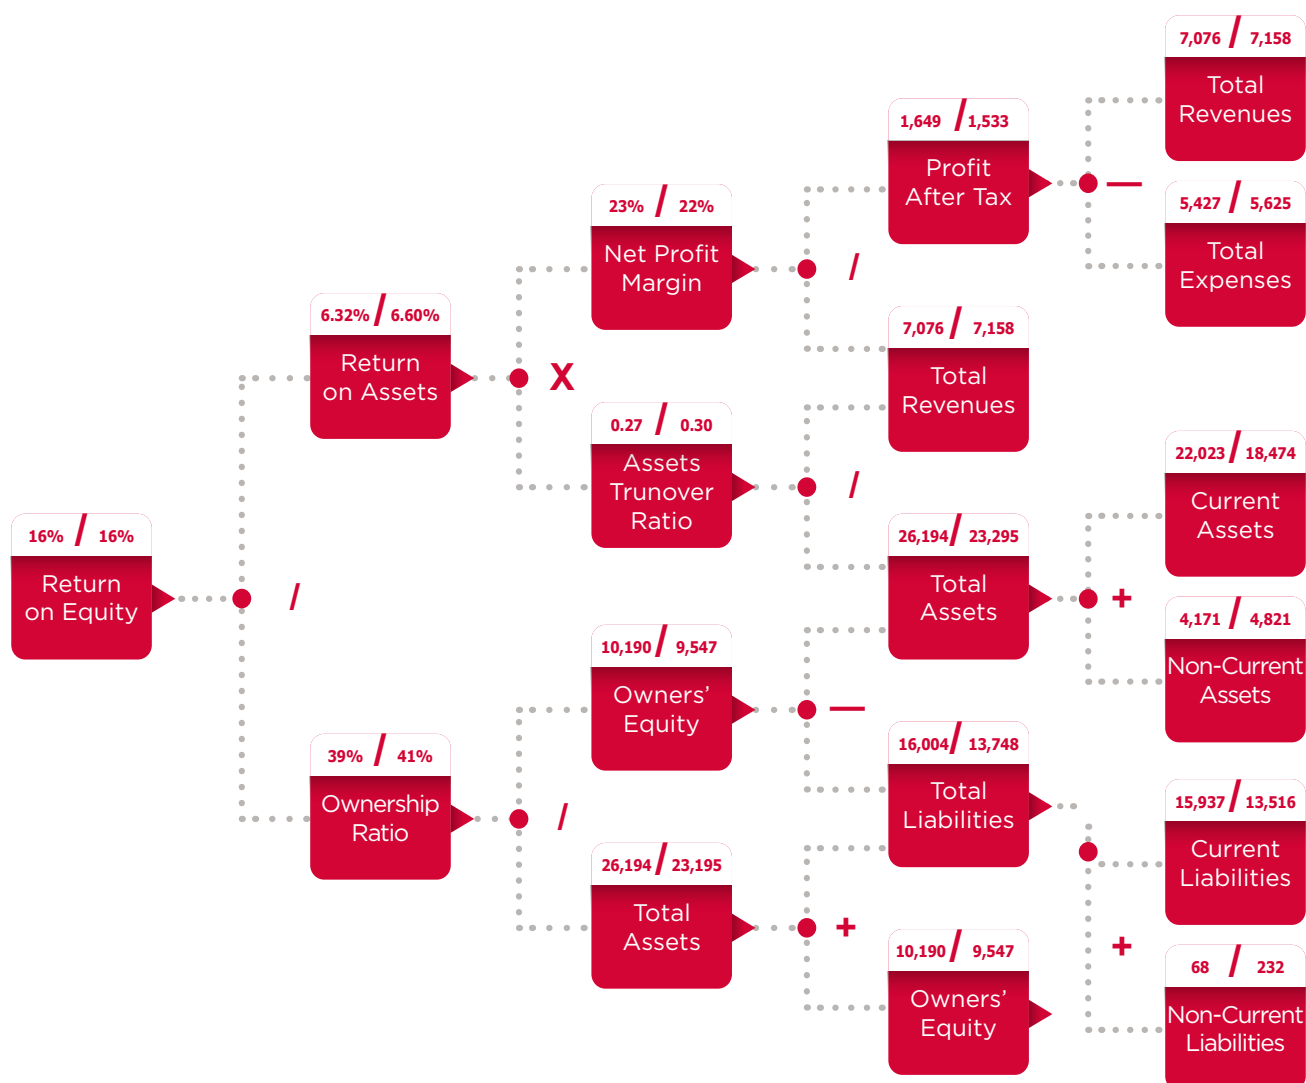 7,076 / 7,158
Total
Revenues
1,649 / 1,533
Profit
After Tax
—
5,427 / 5,625
Total
Expenses
23% / 22%
Net Profit
Margin
/
6.32% / 6.60%
Return
on Assets
X
7,076 / 7,158
Total
Revenues
0.27 / 0.30
Assets
Trunover
Ratio
/
22,023 / 18,474
Current
Assets
16% / 16%
Return
on Equity
/
26,194 / 23,295
Total
Assets
+
4,171 / 4,821
Non-Current
Assets
10,190 / 9,547
Owners'
Equity
—
39% / 41%
Ownership
Ratio
/
16,004 / 13,748
Total
Liabilities
15,937 / 13,516
Current
Liabilities
26,194 / 23,195
Total
Assets
+
10,190 / 9,547
Owners'
Equity
+
68 / 232
Non-Current
Liabilities